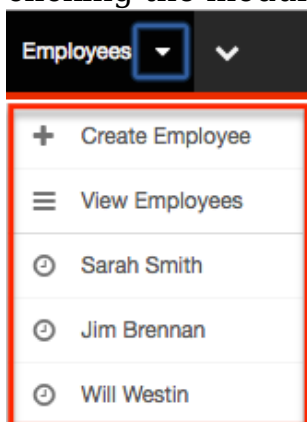 Employees
Create Employee
View Employees
Sarah Smith
Jim Brennan
Will Westin